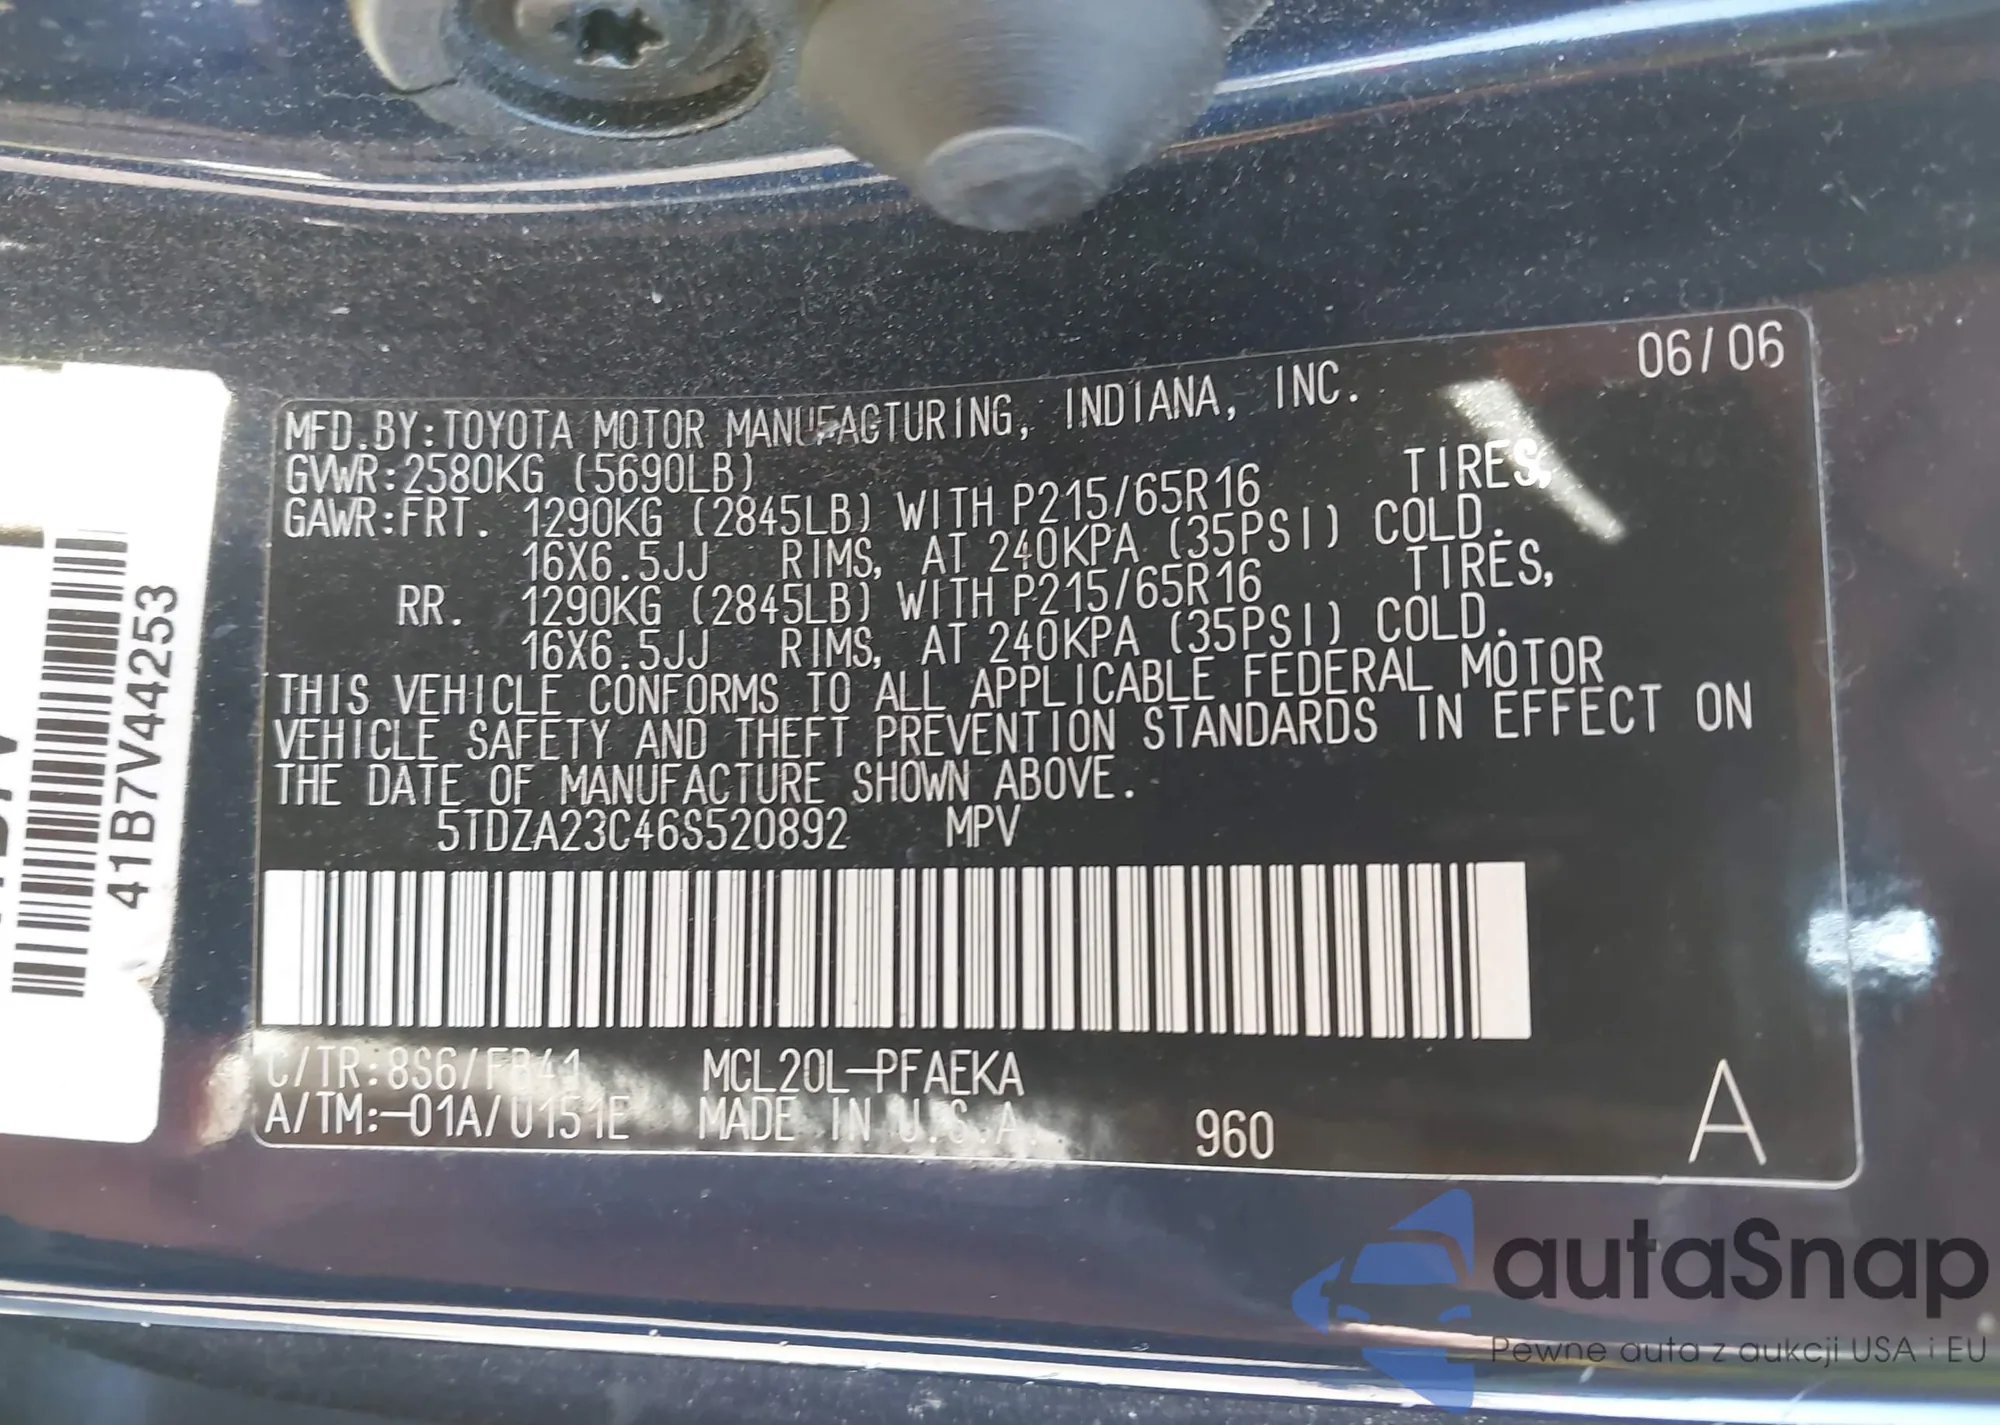 06/06
MFD.BY:TOYOTA MOTOR MANUFACTURING, INDIANA, INC.
GVWR:2580KG (5690LB)
GAWR:FRT. 1290KG (2845LB) WITH P215/65R16 TIRES,
16X6.5JJ RIMS, AT 240KPA (35PSI) COLD.
RR. 1290KG (2845LB) WITH P215/65R16 TIRES,
16X6.5JJ RIMS, AT 240KPA (35PSI) COLD.
THIS VEHICLE CONFORMS TO ALL APPLICABLE FEDERAL MOTOR
VEHICLE SAFETY AND THEFT PREVENTION STANDARDS IN EFFECT ON
THE DATE OF MANUFACTURE SHOWN ABOVE.
5TDZA23C46S520892 MPV
C/TR:8S6/FB41 MCL20L-PFAEKA
A/TM:-01A/U151E MADE IN U.S.A.
960
A
41B7V44253
autaSnap
Pewne auta z aukcji USA i EU